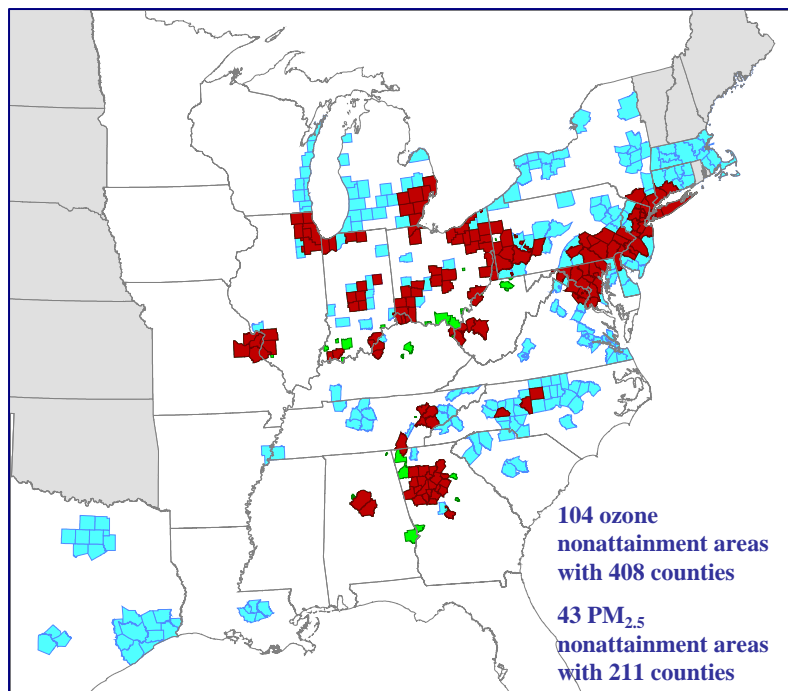 104 ozone
nonattainment areas
with 408 counties
43 PM2.5
nonattainment areas
with 211 counties